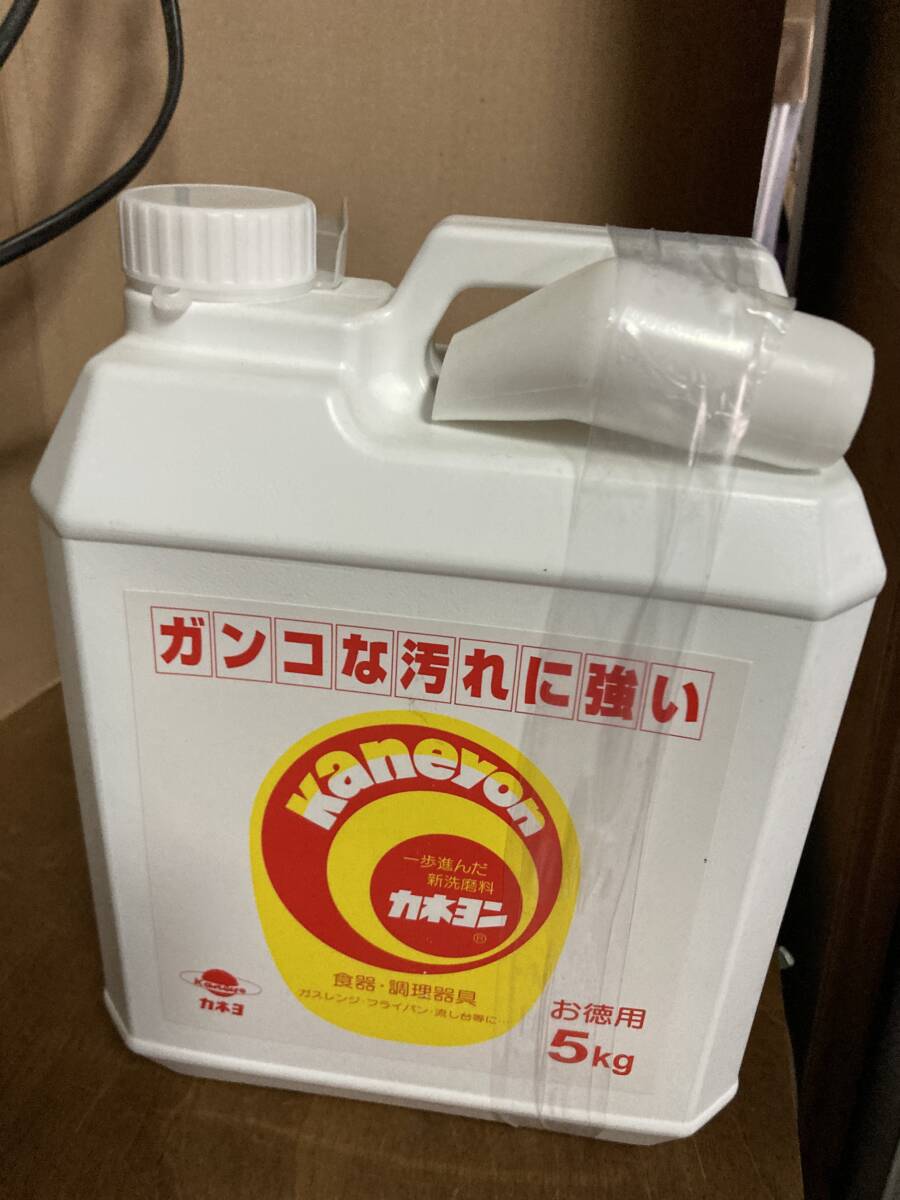 ガンコな汚れに強い
Kaneyon
一歩進んだ
新洗磨料
カネヨン
®
食器・調理器具
ガスレンジ・フライパン・流し台等に…
Kaneyo
カネヨ
お徳用
5kg